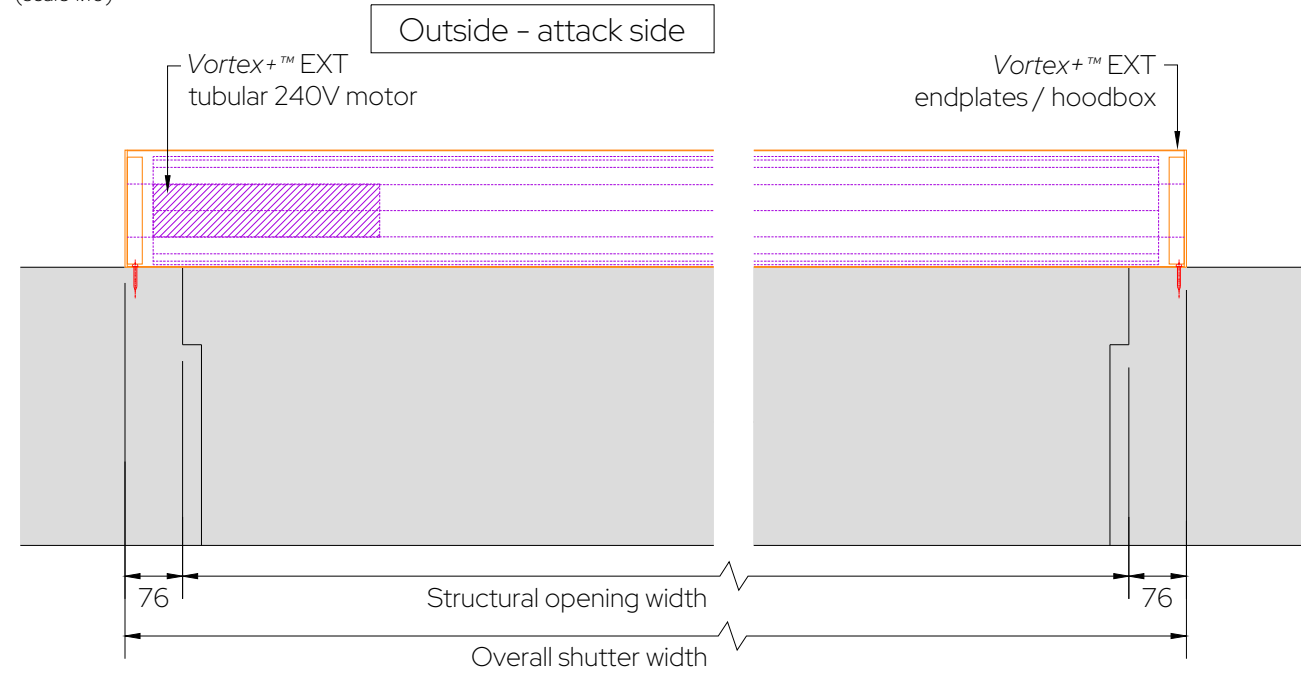 Outside - attack side
Vortex+™ EXT
tubular 240V motor
Vortex+™ EXT
endplates / hoodbox
76
Structural opening width
76
Overall shutter width